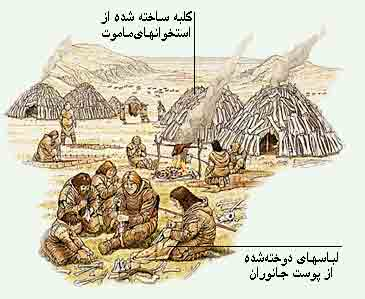 کلبه ساخته شده از
استخوانهای‌ماموت
لباسهای دوخته‌شده
از پوست جانوران